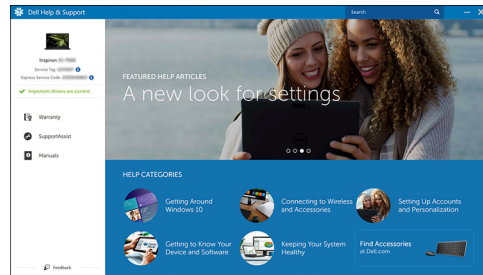 Dell Help & Support
Search
Inspiron
Service Tag
Express Service Code
Important drivers are current
Warranty
SupportAssist
Manuals
Feedback
FEATURED HELP ARTICLES
A new look for settings
HELP CATEGORIES
Getting Around
Windows 10
Connecting to Wireless
and Accessories
Setting Up Accounts
and Personalization
Getting to Know Your
Device and Software
Keeping Your System
Healthy
Find Accessories
at Dell.com